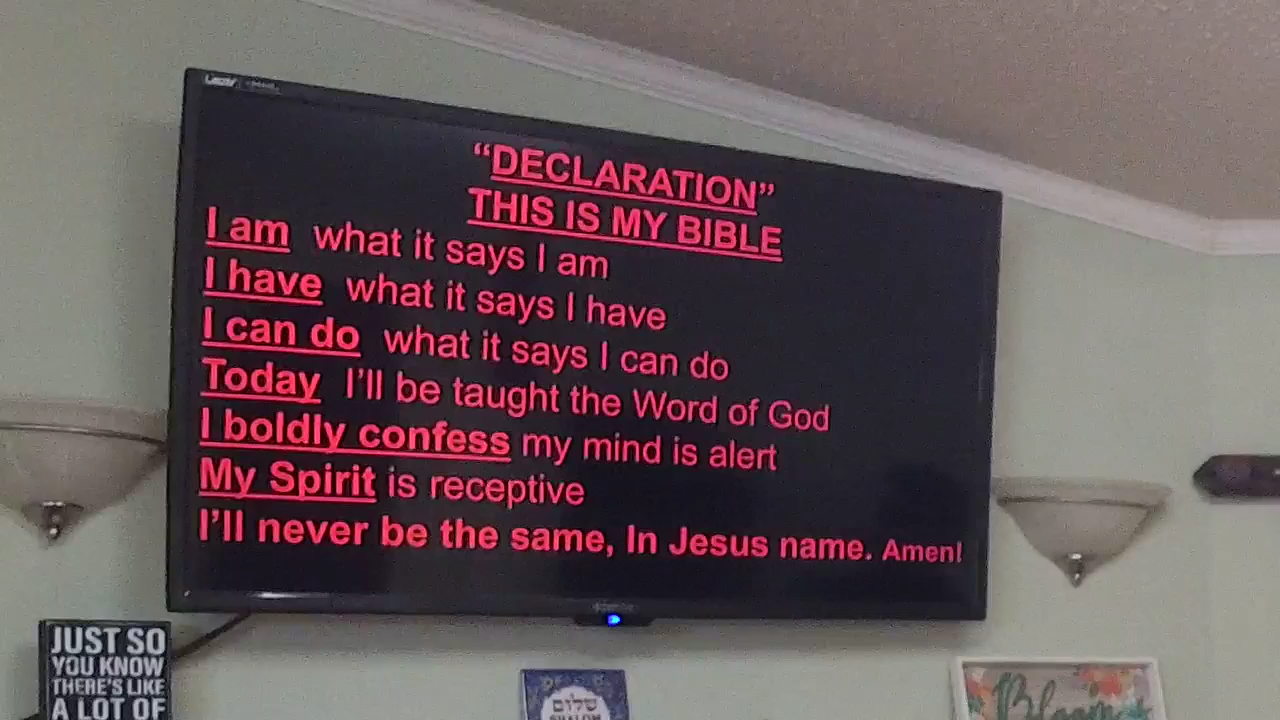 “DECLARATION”
THIS IS MY BIBLE
I am what it says I am
I have what it says I have
I can do what it says I can do
Today I’ll be taught the Word of God
I boldly confess my mind is alert
My Spirit is receptive
I’ll never be the same, In Jesus name. Amen!
JUST SO
YOU KNOW
THERE'S LIKE
A LOT OF
שלום
SHALOM
Bloom